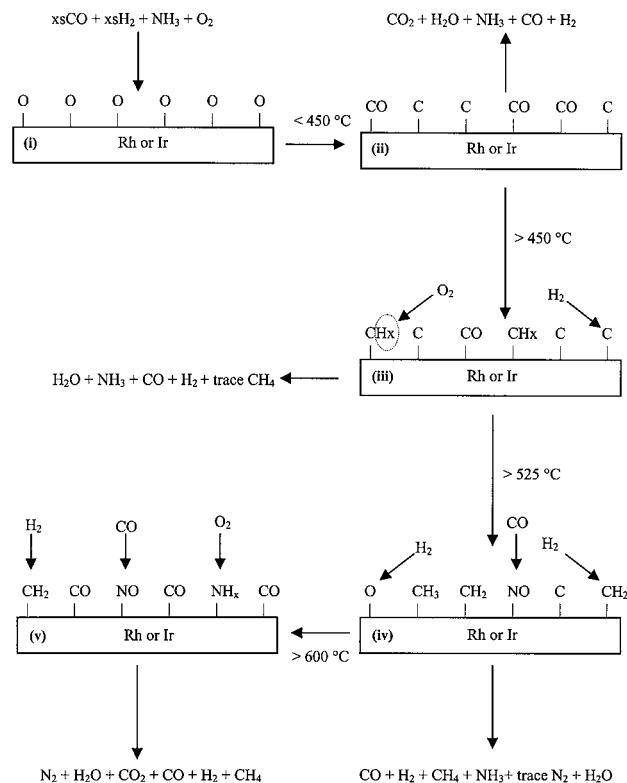 xsCO + xsH₂ + NH₃ + O₂
CO₂ + H₂O + NH₃ + CO + H₂
O O O O O O
(i) Rh or Ir
< 450 °C
CO C C CO CO C
(ii) Rh or Ir
> 450 °C
O₂ H₂
CHx C CO CHx C C
(iii) Rh or Ir
H₂O + NH₃ + CO + H₂ + trace CH₄
> 525 °C
H₂ CO O₂
CH₂ CO NO CO NHₓ CO
(v) Rh or Ir
> 600 °C
CO
H₂ H₂
O CH₃ CH₂ NO C CH₂
(iv) Rh or Ir
N₂ + H₂O + CO₂ + CO + H₂ + CH₄
CO + H₂ + CH₄ + NH₃+ trace N₂ + H₂O